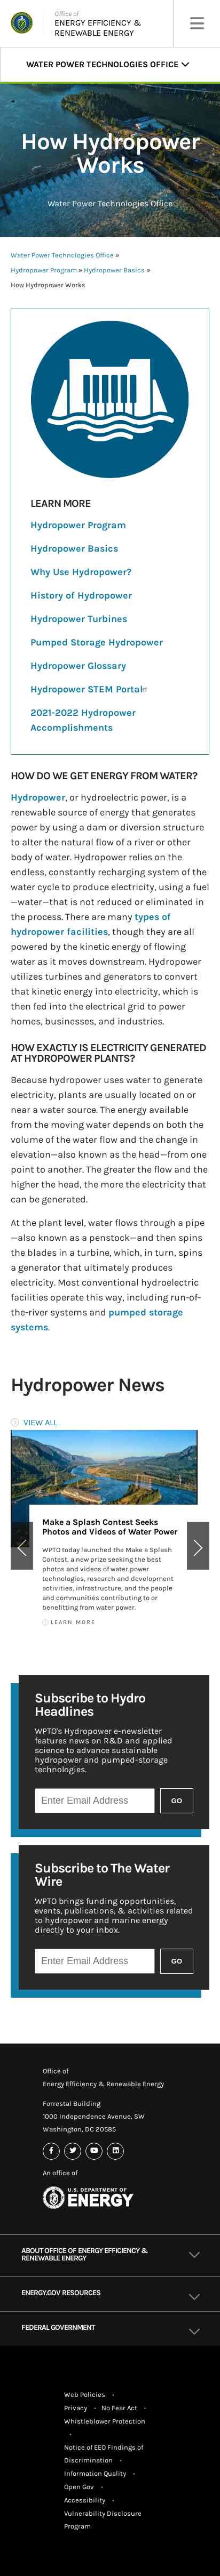 Office of
ENERGY EFFICIENCY &
RENEWABLE ENERGY
WATER POWER TECHNOLOGIES OFFICE
How Hydropower
Works
Water Power Technologies Office
Water Power Technologies Office »
Hydropower Program » Hydropower Basics »
How Hydropower Works
LEARN MORE
Hydropower Program
Hydropower Basics
Why Use Hydropower?
History of Hydropower
Hydropower Turbines
Pumped Storage Hydropower
Hydropower Glossary
Hydropower STEM Portal
2021-2022 Hydropower
Accomplishments
HOW DO WE GET ENERGY FROM WATER?
Hydropower, or hydroelectric power, is a
renewable source of energy that generates
power by using a dam or diversion structure
to alter the natural flow of a river or other
body of water. Hydropower relies on the
endless, constantly recharging system of the
water cycle to produce electricity, using a fuel
—water—that is not reduced or eliminated in
the process. There are many types of
hydropower facilities, though they are all
powered by the kinetic energy of flowing
water as it moves downstream. Hydropower
utilizes turbines and generators to convert
that kinetic energy into electricity, which is
then fed into the electrical grid to power
homes, businesses, and industries.
HOW EXACTLY IS ELECTRICITY GENERATED
AT HYDROPOWER PLANTS?
Because hydropower uses water to generate
electricity, plants are usually located on or
near a water source. The energy available
from the moving water depends on both the
volume of the water flow and the change in
elevation—also known as the head—from one
point to another. The greater the flow and the
higher the head, the more the electricity that
can be generated.
At the plant level, water flows through a pipe
—also known as a penstock—and then spins
the blades in a turbine, which, in turn, spins
a generator that ultimately produces
electricity. Most conventional hydroelectric
facilities operate this way, including run-of-
the-river systems and pumped storage
systems.
Hydropower News
VIEW ALL
Make a Splash Contest Seeks
Photos and Videos of Water Power
WPTO today launched the Make a Splash
Contest, a new prize seeking the best
photos and videos of water power
technologies, research and development
activities, infrastructure, and the people
and communities contributing to or
benefitting from water power.
LEARN MORE
Subscribe to Hydro
Headlines
WPTO's Hydropower e-newsletter
features news on R&D and applied
science to advance sustainable
hydropower and pumped-storage
technologies.
Enter Email Address GO
Subscribe to The Water
Wire
WPTO brings funding opportunities,
events, publications, & activities related
to hydropower and marine energy
directly to your inbox.
Enter Email Address GO
Office of
Energy Efficiency & Renewable Energy
Forrestal Building
1000 Independence Avenue, SW
Washington, DC 20585
An office of
U.S. DEPARTMENT OF
ENERGY
ABOUT OFFICE OF ENERGY EFFICIENCY &
RENEWABLE ENERGY
ENERGY.GOV RESOURCES
FEDERAL GOVERNMENT
Web Policies •
Privacy • No Fear Act •
Whistleblower Protection
•
Notice of EEO Findings of
Discrimination •
Information Quality •
Open Gov •
Accessibility •
Vulnerability Disclosure
Program